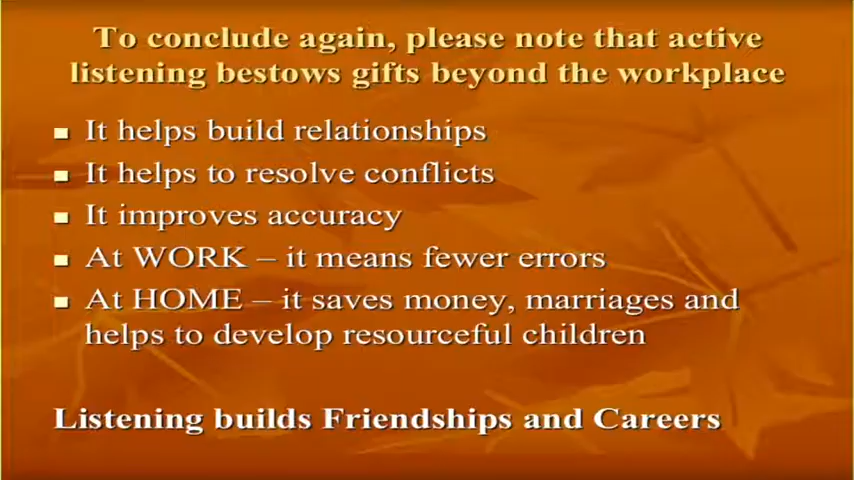 To conclude again, please note that active
listening bestows gifts beyond the workplace
It helps build relationships
It helps to resolve conflicts
It improves accuracy
At WORK – it means fewer errors
At HOME – it saves money, marriages and
helps to develop resourceful children
Listening builds Friendships and Careers